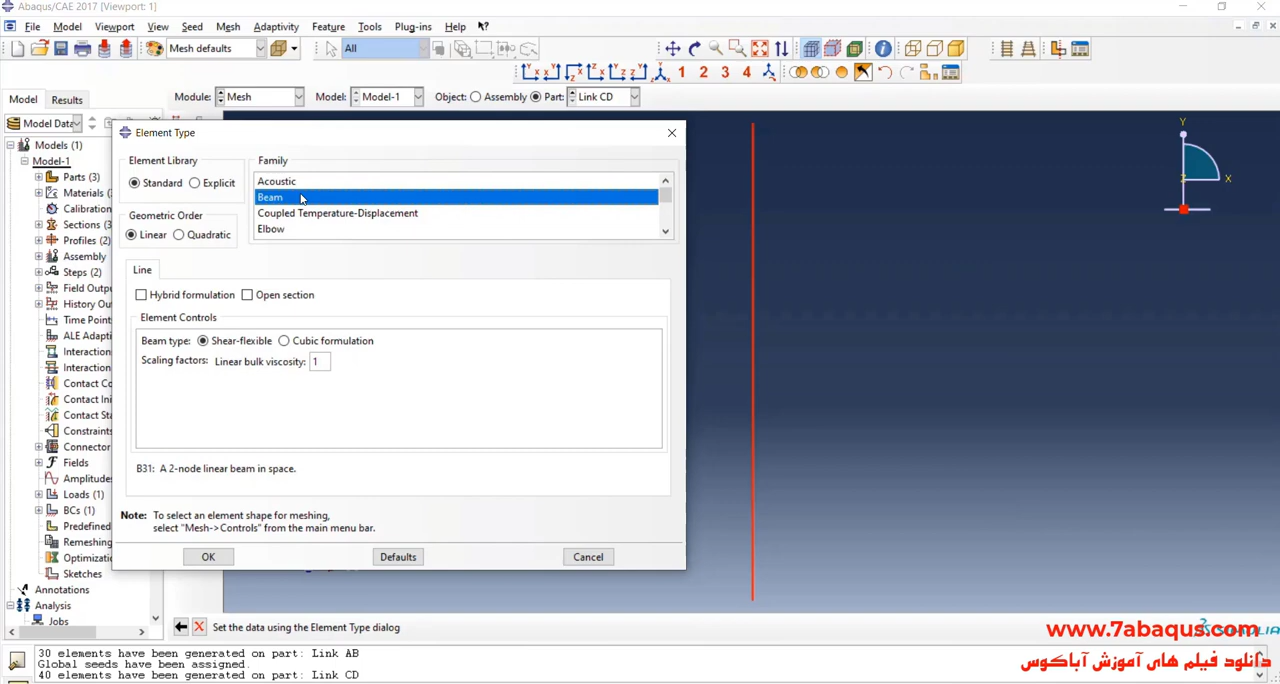 Abaqus/CAE 2017 [Viewport: 1]
File Model Viewport View Seed Mesh Adaptivity Feature Tools Plug-ins Help
Mesh defaults All
1 2 3 4
Model Results Module: Mesh Model: Model-1 Object: Assembly Part: Link CD
Model Data
Models (1)
Model-1
Parts (3)
Materials (
Calibration
Sections (
Profiles (2)
Assembly
Steps (2)
Field Outp
History Ou
Time Point
ALE Adapti
Interaction
Interaction
Contact Co
Contact Ini
Contact Sta
Constraints
Connector
Fields
Amplitudes
Loads (1)
BCs (1)
Predefined
Remeshing
Optimizatio
Sketches
Annotations
Analysis
Jobs
Element Type
Element Library
Standard Explicit
Geometric Order
Linear Quadratic
Family
Acoustic
Beam
Coupled Temperature-Displacement
Elbow
Line
Hybrid formulation Open section
Element Controls
Beam type: Shear-flexible Cubic formulation
Scaling factors: Linear bulk viscosity: 1
B31: A 2-node linear beam in space.
Note: To select an element shape for meshing,
select "Mesh->Controls" from the main menu bar.
OK Defaults Cancel
Y
X
Z
Set the data using the Element Type dialog
30 elements have been generated on part: Link AB
Global seeds have been assigned.
40 elements have been generated on part: Link CD
www.7abaqus.com
دانلود فیلم های آموزش آباکوس